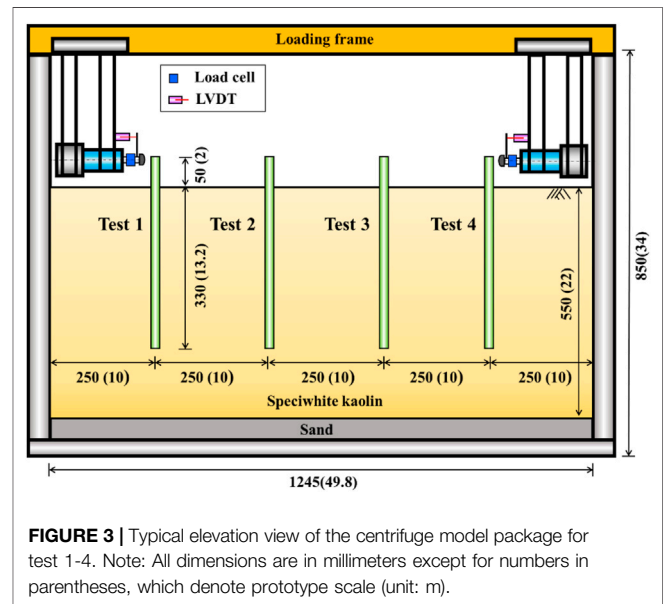 Loading frame
Load cell
LVDT
50 (2)
Test 1
Test 2
Test 3
Test 4
330 (13.2)
550 (22)
850(34)
250 (10)
250 (10)
250 (10)
250 (10)
250 (10)
Speciwhite kaolin
Sand
1245(49.8)
FIGURE 3 | Typical elevation view of the centrifuge model package for
test 1-4. Note: All dimensions are in millimeters except for numbers in
parentheses, which denote prototype scale (unit: m).